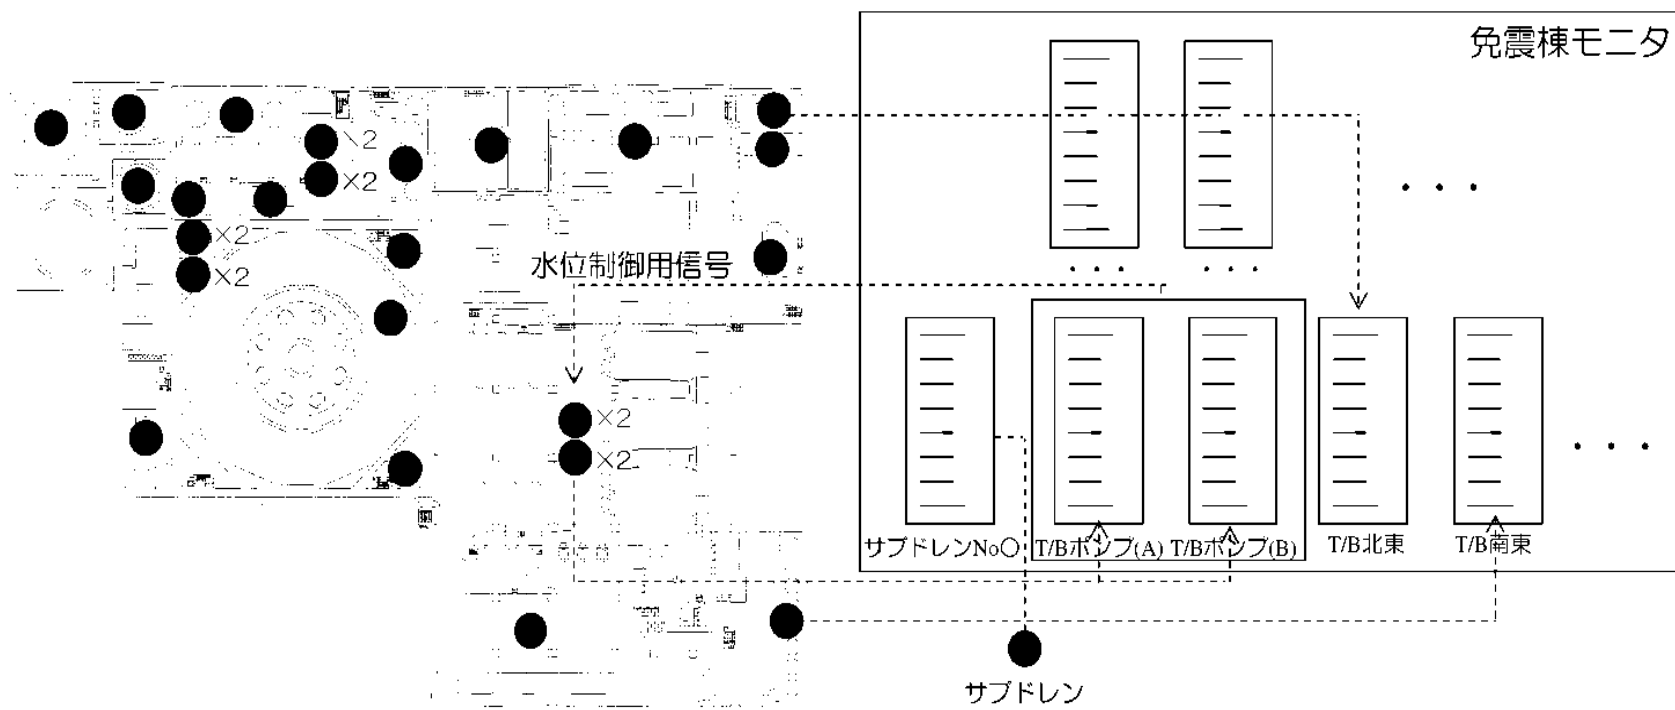 免震棟モニタ
×2
×2
×2
×2
水位制御用信号
×2
×2
サブドレンNo○
T/Bポンプ(A)
T/Bポンプ(B)
T/B北東
T/B南東
サブドレン